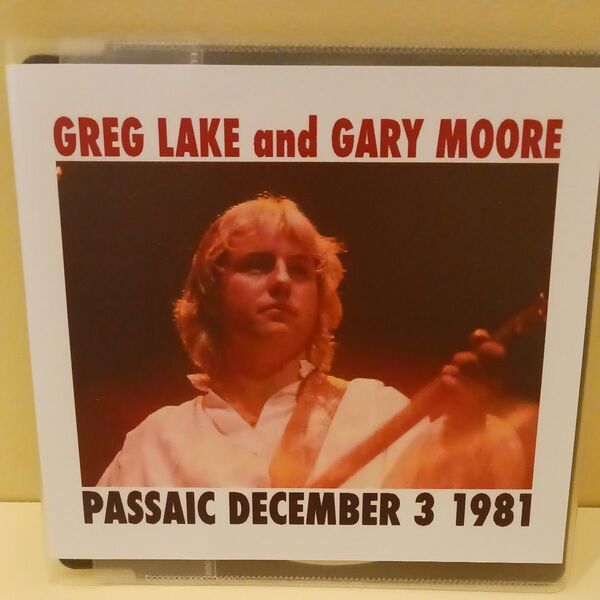 GREG LAKE and GARY MOORE
PASSAIC DECEMBER 3 1981